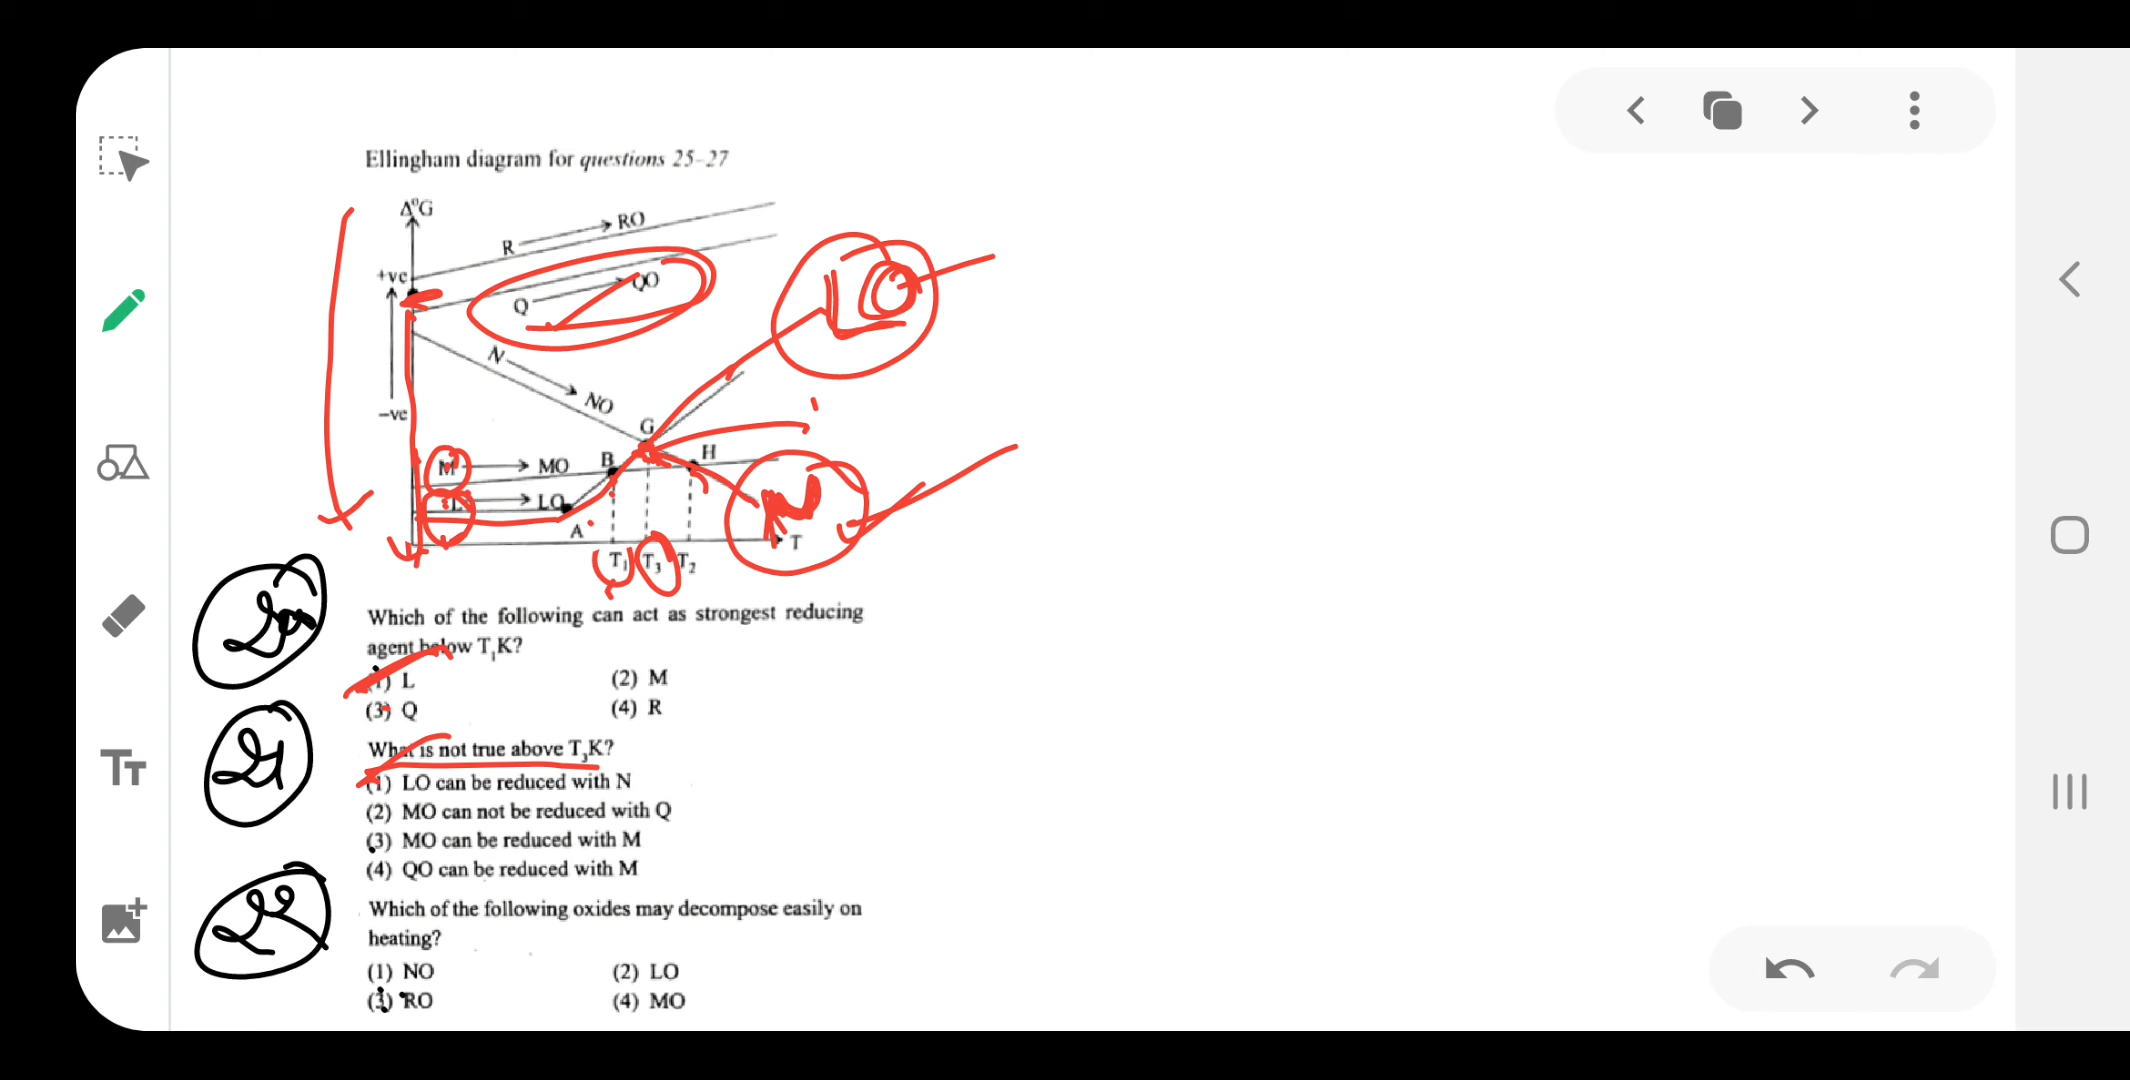 Ellingham diagram for questions 25-27
Δ°G
R → RO
+ve
Q → QO
LO
N → NO
-ve
G
M → MO
B
H
L → LO
A
N
T
T₁
T₃
T₂
Which of the following can act as strongest reducing
agent below T₁K?
(1) L
(2) M
(3) Q
(4) R
What is not true above T₃K?
(1) LO can be reduced with N
(2) MO can not be reduced with Q
(3) MO can be reduced with M
(4) QO can be reduced with M
Which of the following oxides may decompose easily on
heating?
(1) NO
(2) LO
(3) RO
(4) MO
TT